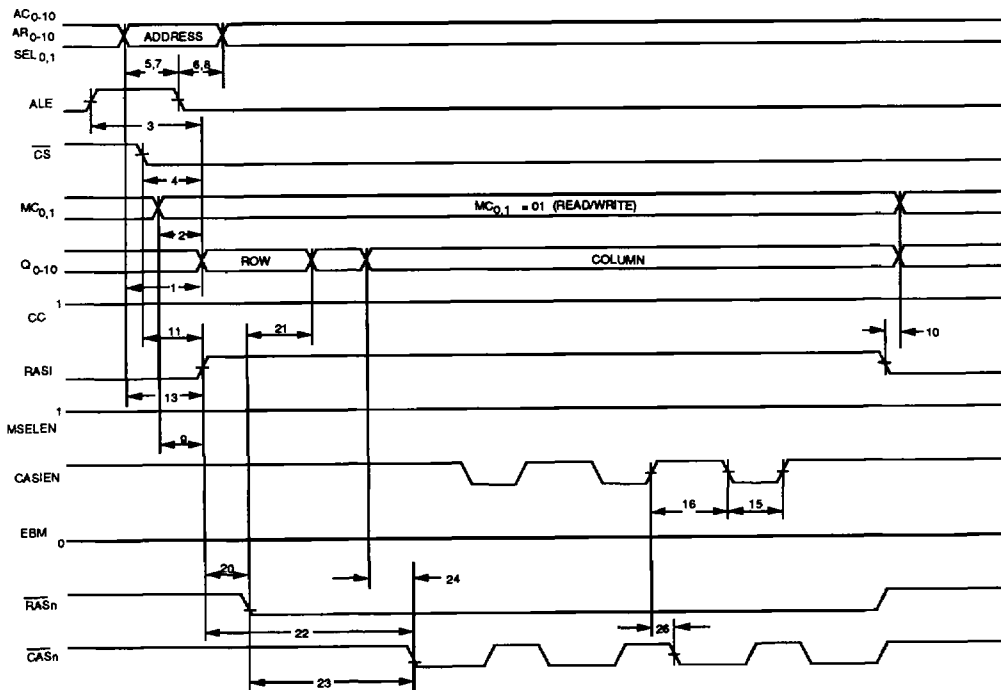 AC0-10
AR0-10 ADDRESS
SEL0,1
5,7 6,8
ALE
3
CS
4
MC0,1 MC0,1 = 01 (READ/WRITE)
2
Q0-10 ROW COLUMN
1
1
CC
11 21 10
RASI
13
1
MSELEN
9
CASIEN
16 15
EBM 0
20 24
RASn
22 26
CASn
23